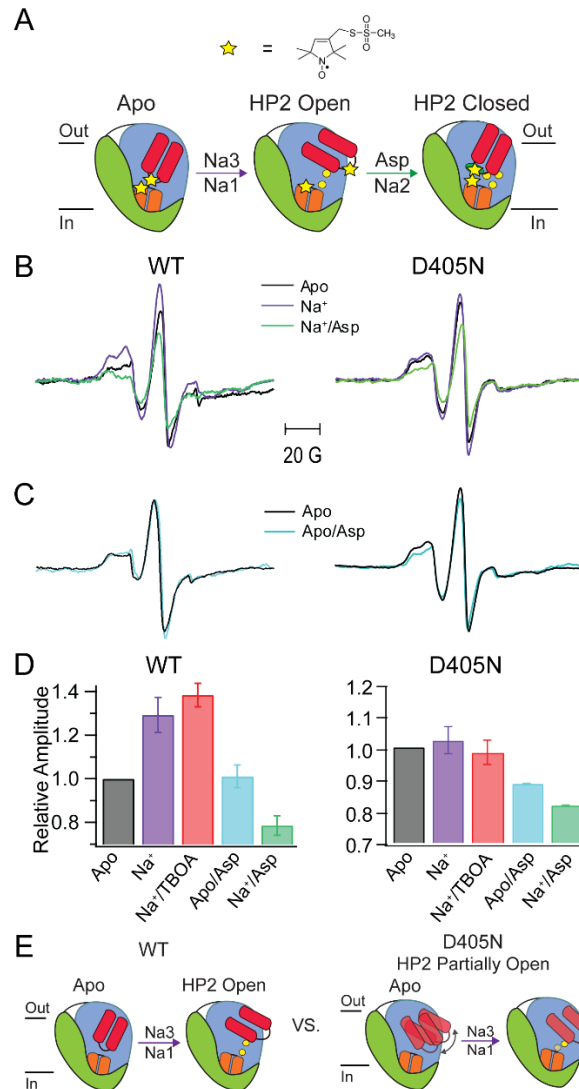 A
= S-S-CH3
O
O
N
O
Apo HP2 Open HP2 Closed
Out Na3 Asp Out
Na1 Na2
In In
B WT D405N
Apo
Na+
Na+/Asp
20 G
C
Apo
Apo/Asp
D WT D405N
Relative Amplitude
1.4
1.2
1.0
0.8
Apo Na+ Na+/TBOA Apo/Asp Na+/Asp
1.2
1.1
1.0
0.9
0.8
0.7
Apo Na+ Na+/TBOA Apo/Asp Na+/Asp
E WT D405N
HP2 Partially Open
Apo HP2 Open VS. Apo
Out Na3 Out Na3
Na1 Na1
In In